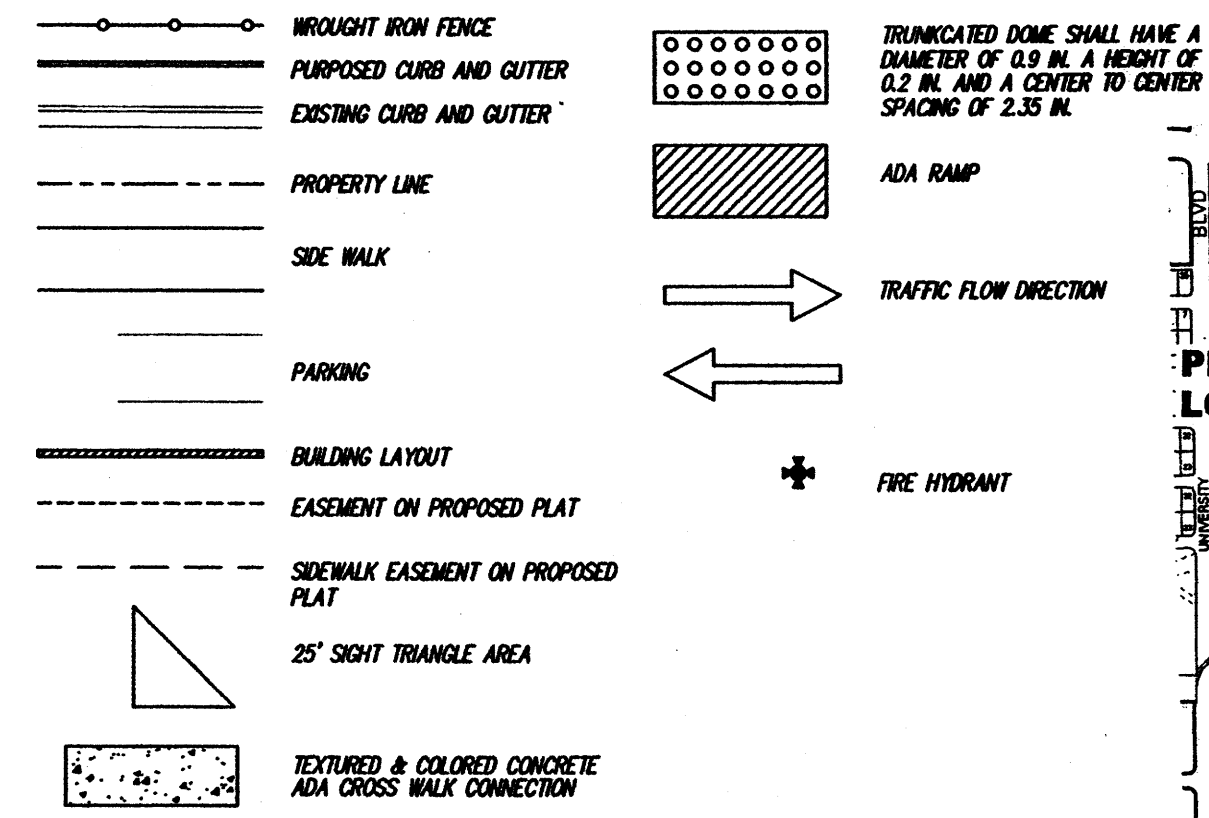 WROUGHT IRON FENCE
PURPOSED CURB AND GUTTER
EXISTING CURB AND GUTTER
PROPERTY LINE
SIDE WALK
PARKING
BUILDING LAYOUT
EASEMENT ON PROPOSED PLAT
SIDEWALK EASEMENT ON PROPOSED
PLAT
25' SIGHT TRIANGLE AREA
TEXTURED & COLORED CONCRETE
ADA CROSS WALK CONNECTION
TRUNKCATED DOME SHALL HAVE A
DIAMETER OF 0.9 IN. A HEIGHT OF
0.2 IN. AND A CENTER TO CENTER
SPACING OF 2.35 IN.
ADA RAMP
TRAFFIC FLOW DIRECTION
FIRE HYDRANT
BLVD
UNIVERSITY